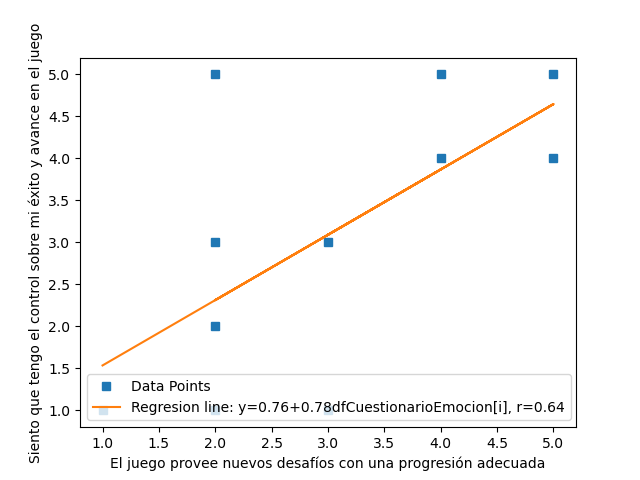 Siento que tengo el control sobre mi éxito y avance en el juego
5.0
4.5
4.0
3.5
3.0
2.5
2.0
1.5
1.0
Data Points
Regresion line: y=0.76+0.78dfCuestionarioEmocion[i], r=0.64
1.0 1.5 2.0 2.5 3.0 3.5 4.0 4.5 5.0
El juego provee nuevos desafíos con una progresión adecuada